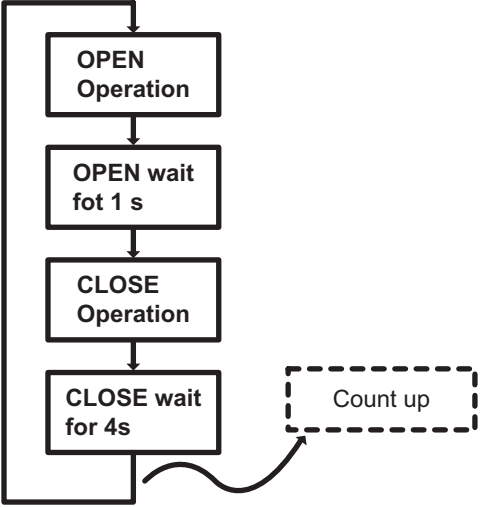 OPEN
Operation
OPEN wait
fot 1 s
CLOSE
Operation
CLOSE wait
for 4s
Count up